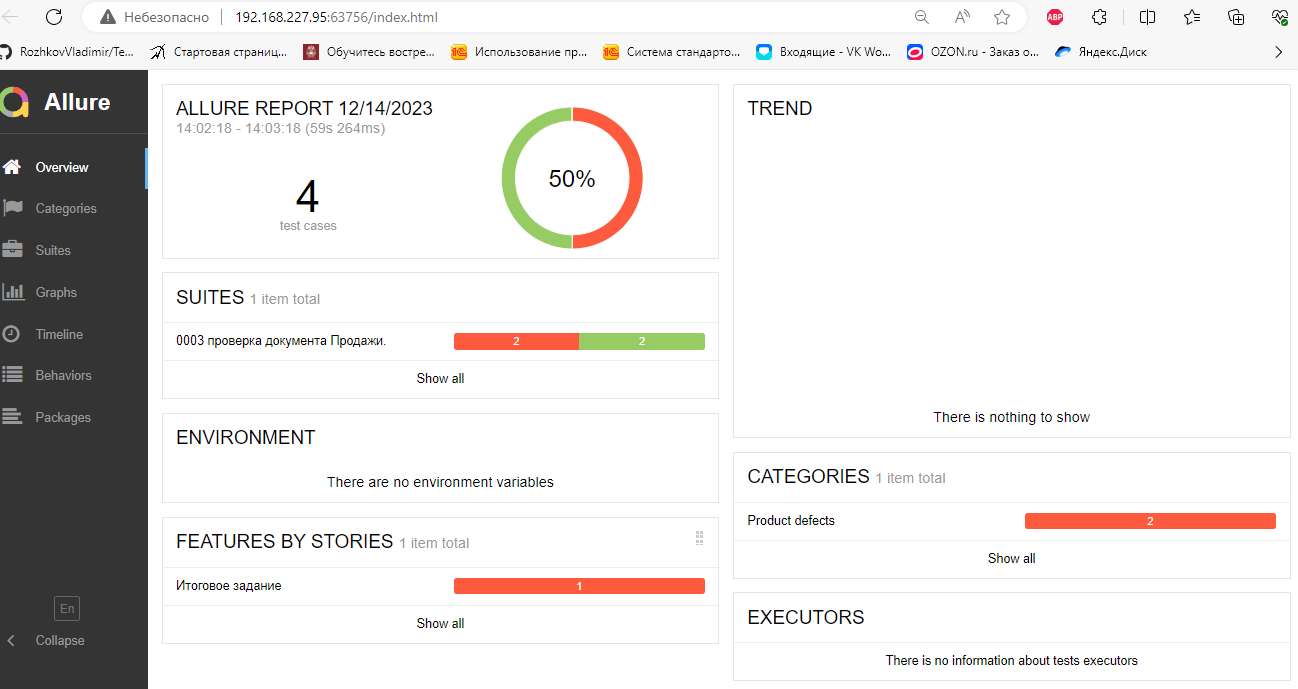 Небезопасно 192.168.227.95:63756/index.html
RozhkovVladimir/Te... Стартовая страниц... Обучитесь востре... Использование пр... Система стандарто... Входящие - VK Wo... OZON.ru - Заказ о... Яндекс.Диск
Allure
Overview
Categories
Suites
Graphs
Timeline
Behaviors
Packages
En
Collapse
ALLURE REPORT 12/14/2023
14:02:18 - 14:03:18 (59s 264ms)
4
test cases
50%
SUITES 1 item total
0003 проверка документа Продажи. 2 2
Show all
ENVIRONMENT
There are no environment variables
FEATURES BY STORIES 1 item total
Итоговое задание 1
Show all
TREND
There is nothing to show
CATEGORIES 1 item total
Product defects 2
Show all
EXECUTORS
There is no information about tests executors